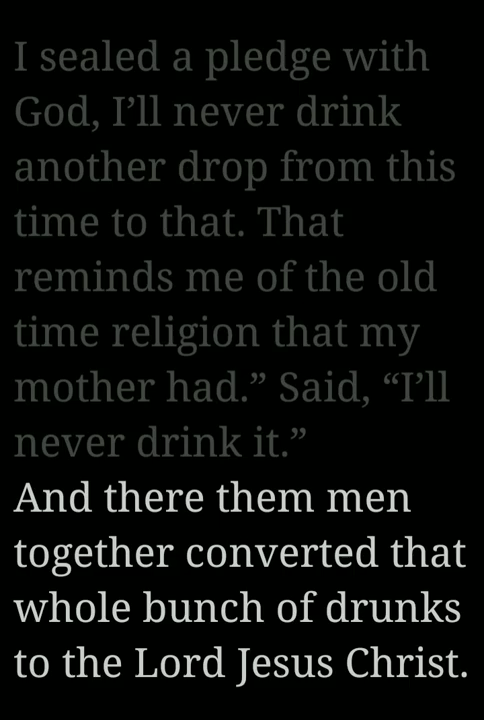 I sealed a pledge with
God, I’ll never drink
another drop from this
time to that. That
reminds me of the old
time religion that my
mother had.” Said, “I’ll
never drink it.”
And there them men
together converted that
whole bunch of drunks
to the Lord Jesus Christ.